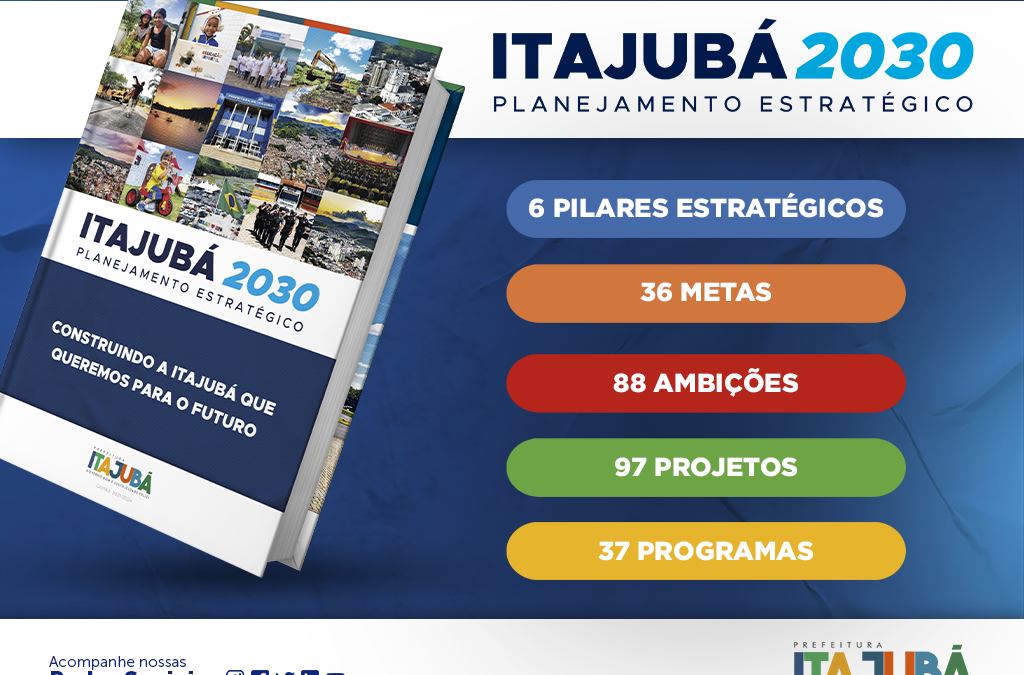 ITAJUBÁ 2030
PLANEJAMENTO ESTRATÉGICO
6 PILARES ESTRATÉGICOS
36 METAS
88 AMBIÇÕES
97 PROJETOS
37 PROGRAMAS
ITAJUBÁ 2030
PLANEJAMENTO ESTRATÉGICO
CONSTRUINDO A ITAJUBÁ QUE
QUEREMOS PARA O FUTURO
PREFEITURA
ITAJUBÁ
Acompanhe nossas
PREFEITURA
ITAJUBÁ